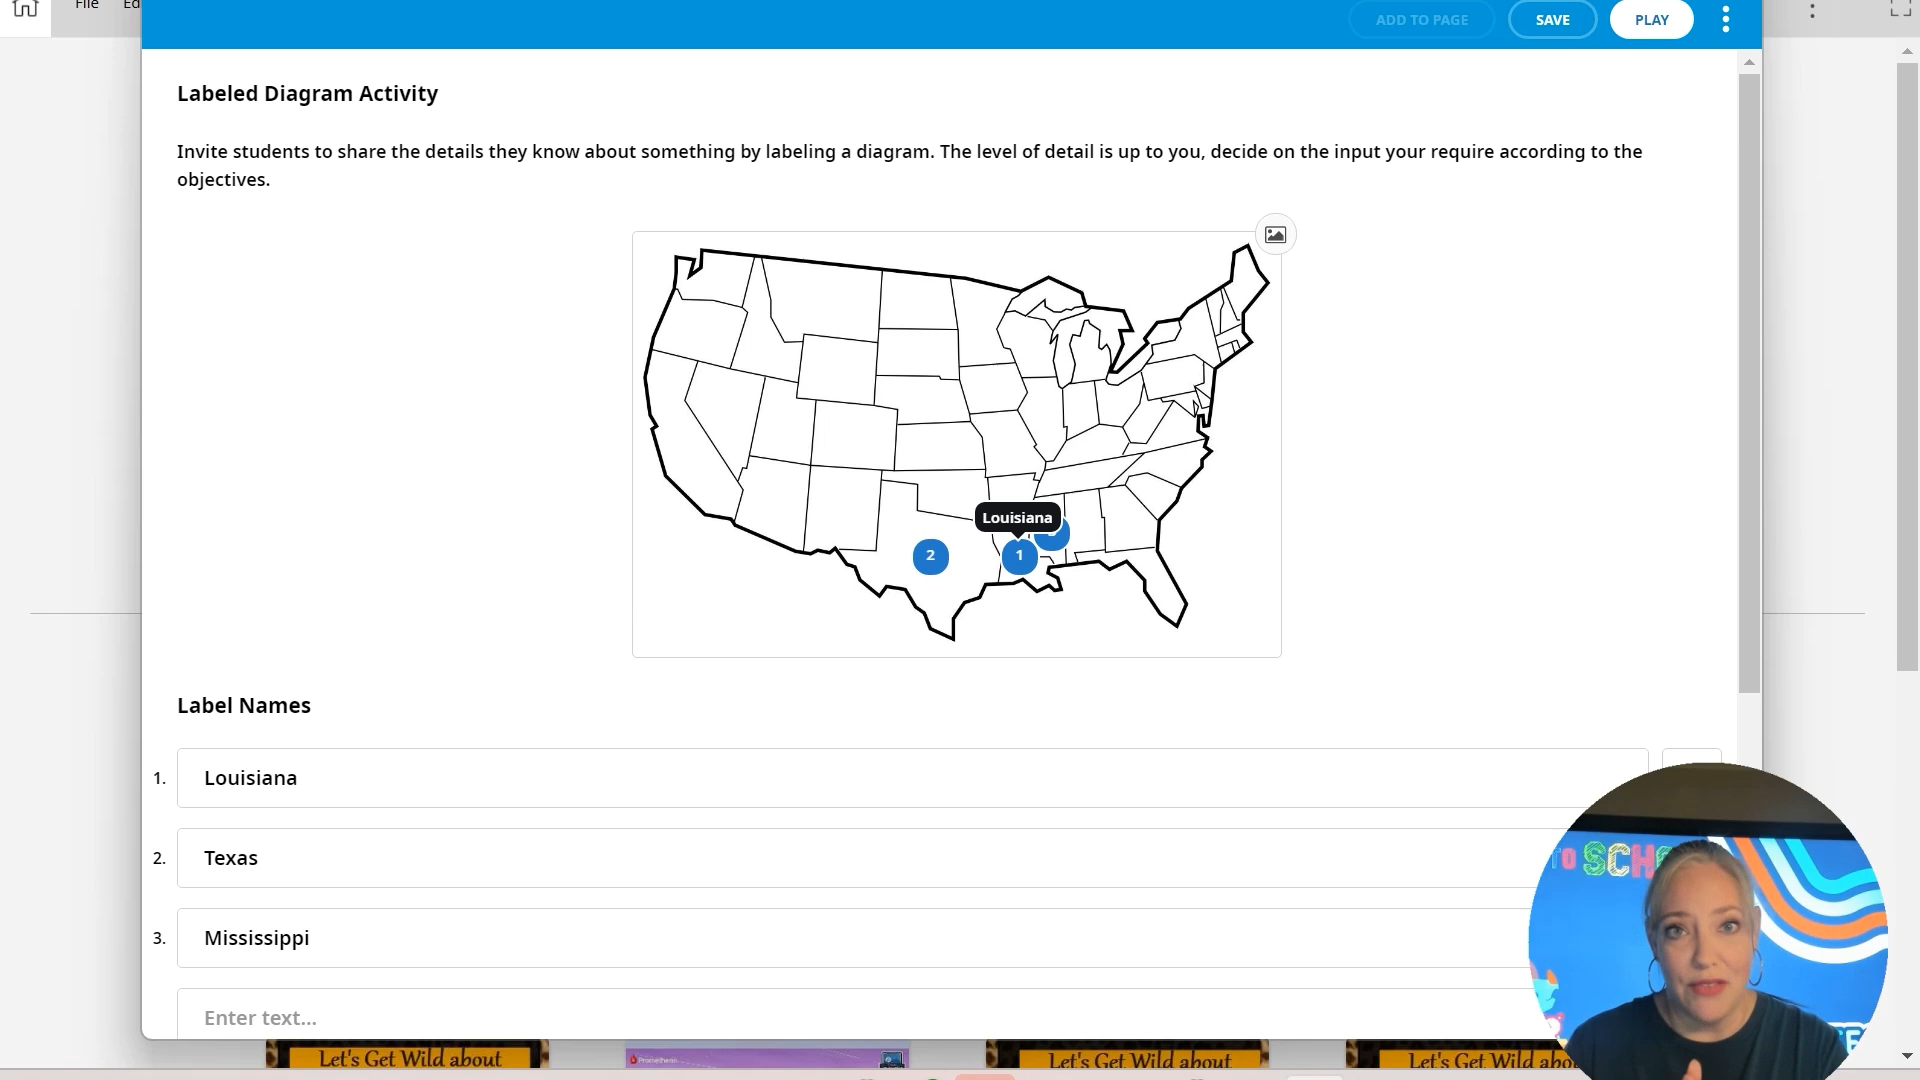 File
ADD TO PAGE
SAVE
PLAY
Labeled Diagram Activity
Invite students to share the details they know about something by labeling a diagram. The level of detail is up to you, decide on the input your require according to the
objectives.
Louisiana
2
1
Label Names
1. Louisiana
2. Texas
3. Mississippi
Enter text...
TO SCH
Let's Get Wild about
Promethean
Let's Get Wild about
Let's Get Wild